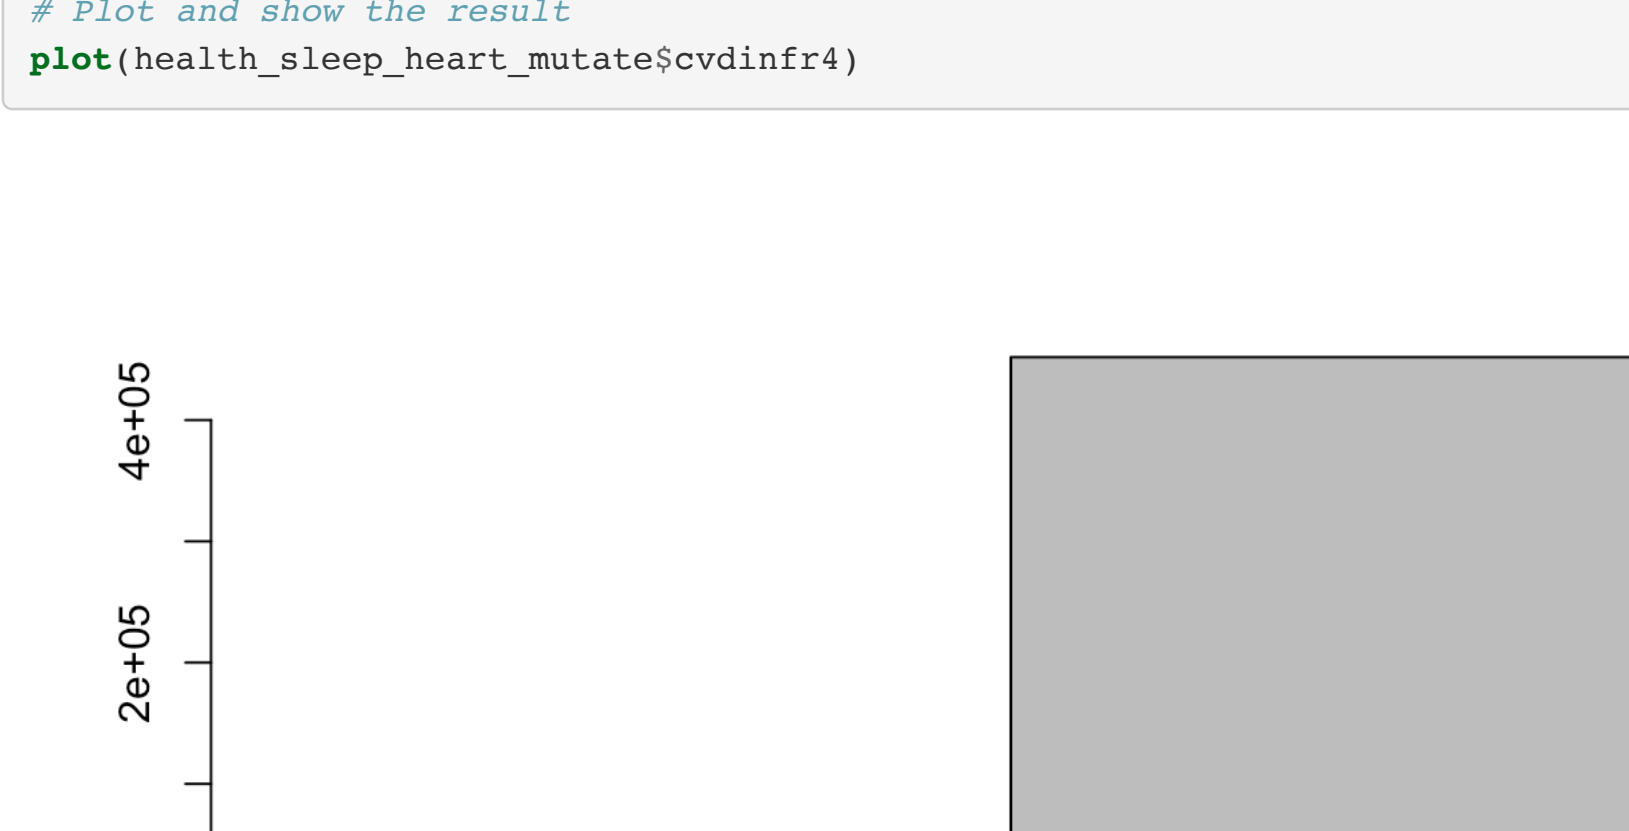 # Plot and show the result
plot(health_sleep_heart_mutate$cvdinfr4)
4e+05
2e+05